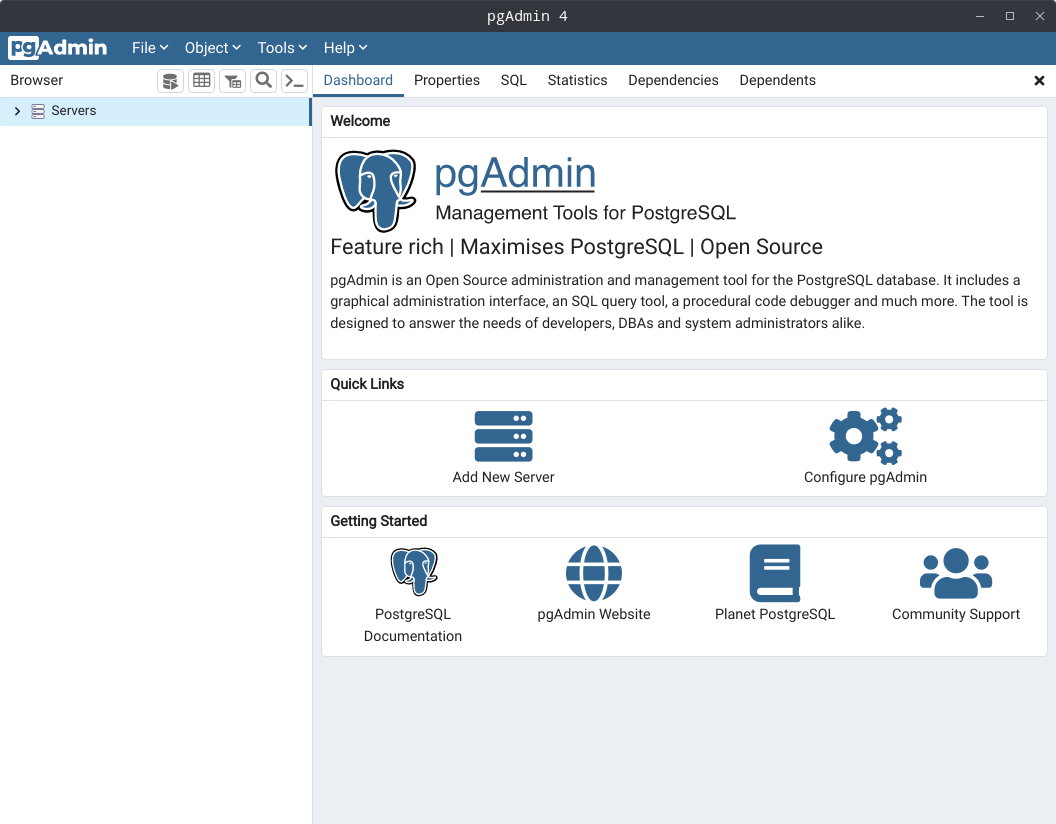 pgAdmin 4
pgAdmin File Object Tools Help
Browser
Dashboard Properties SQL Statistics Dependencies Dependents
Servers
Welcome
pgAdmin
Management Tools for PostgreSQL
Feature rich | Maximises PostgreSQL | Open Source
pgAdmin is an Open Source administration and management tool for the PostgreSQL database. It includes a
graphical administration interface, an SQL query tool, a procedural code debugger and much more. The tool is
designed to answer the needs of developers, DBAs and system administrators alike.
Quick Links
Add New Server
Configure pgAdmin
Getting Started
PostgreSQL
Documentation
pgAdmin Website
Planet PostgreSQL
Community Support